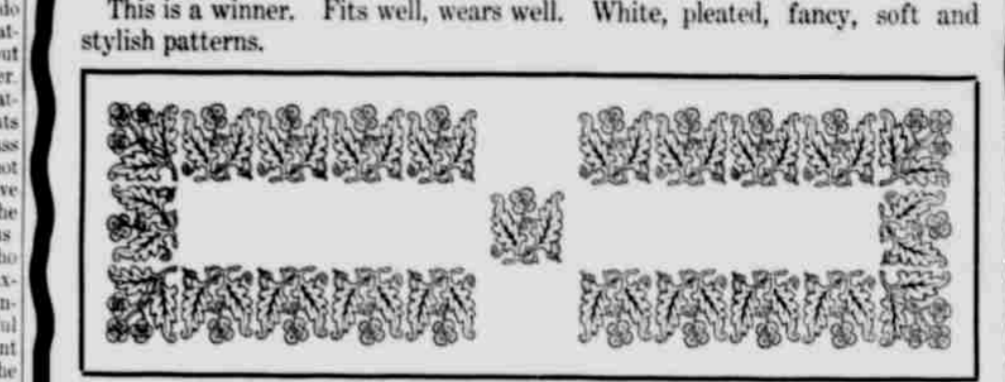 This is a winner. Fits well, wears well. White, pleated, fancy, soft and
stylish patterns.